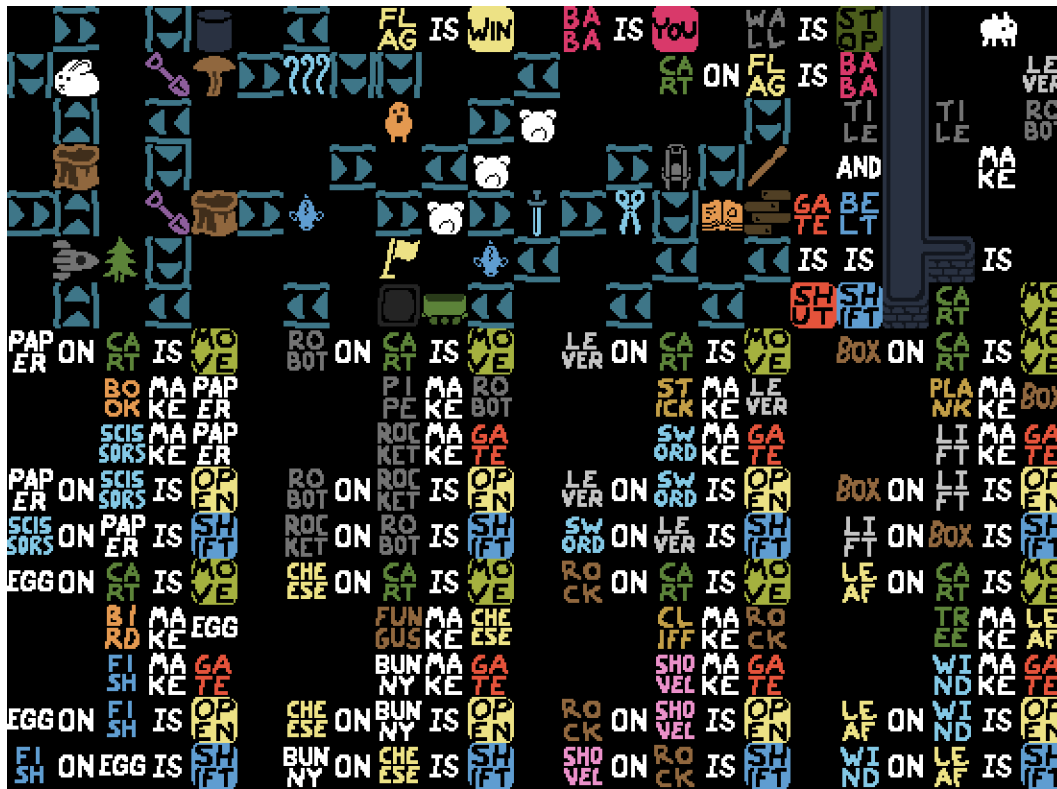 FLAG IS WIN BABA IS YOU WALL IS STOP
CART ON FLAG IS BABA LEVER
TILE TILE ROBOT
AND MAKE
GATE BELT
IS IS IS
SHUT SHIFT CART MOVE
PAPER ON CART IS MOVE ROBOT ON CART IS MOVE LEVER ON CART IS MOVE BOX ON CART IS MOVE
BOOK MAKE PAPER PIPE MAKE ROBOT STICK MAKE LEVER PLANK MAKE BOX
SCISSORS MAKE PAPER ROCKET MAKE GATE SWORD MAKE GATE LIFT MAKE GATE
PAPER ON SCISSORS IS OPEN ROBOT ON ROCKET IS OPEN LEVER ON SWORD IS OPEN BOX ON LIFT IS OPEN
SCISSORS ON PAPER IS SHIFT ROCKET ON ROBOT IS SHIFT SWORD ON LEVER IS SHIFT LIFT ON BOX IS SHIFT
EGG ON CART IS MOVE CHEESE ON CART IS MOVE ROCK ON CART IS MOVE LEAF ON CART IS MOVE
BIRD MAKE EGG FUNGUS MAKE CHEESE CLIFF MAKE ROCK TREE MAKE LEAF
FISH MAKE GATE BUNNY MAKE GATE SHOVEL MAKE GATE WIND MAKE GATE
EGG ON FISH IS OPEN CHEESE ON BUNNY IS OPEN ROCK ON SHOVEL IS OPEN LEAF ON WIND IS OPEN
FISH ON EGG IS SHIFT BUNNY ON CHEESE IS SHIFT SHOVEL ON ROCK IS SHIFT WIND ON LEAF IS SHIFT